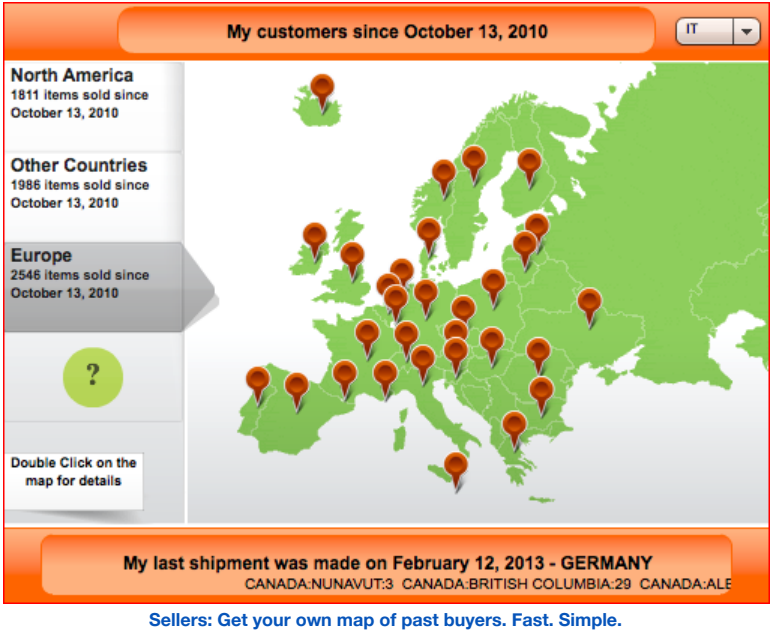 My customers since October 13, 2010
IT
North America
1811 items sold since
October 13, 2010
Other Countries
1986 items sold since
October 13, 2010
Europe
2546 items sold since
October 13, 2010
?
Double Click on the
map for details
My last shipment was made on February 12, 2013 - GERMANY
CANADA:NUNAVUT:3 CANADA:BRITISH COLUMBIA:29 CANADA:ALB
Sellers: Get your own map of past buyers. Fast. Simple.